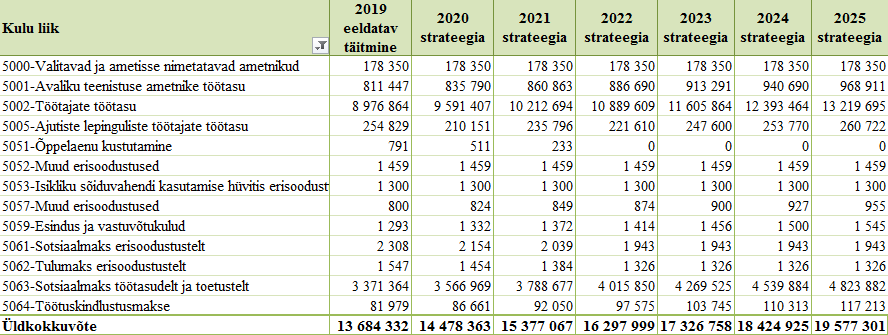 Kulu liik 2019 eeldatav täitmine 2020 strateegia 2021 strateegia 2022 strateegia 2023 strateegia 2024 strateegia 2025 strateegia
5000-Valitavad ja ametisse nimetatavad ametnikud 178 350 178 350 178 350 178 350 178 350 178 350 178 350
5001-Avaliku teenistuse ametnike töötasu 811 447 835 790 860 863 886 690 913 291 940 690 968 911
5002-Töötajate töötasu 8 976 864 9 591 407 10 212 694 10 889 609 11 605 864 12 393 464 13 219 695
5005-Ajutiste lepinguliste töötajate töötasu 254 829 210 151 235 796 221 610 247 600 253 770 260 722
5051-Õppelaenu kustutamine 791 511 233 0 0 0 0
5052-Muud erisoodustused 1 459 1 459 1 459 1 459 1 459 1 459 1 459
5053-Isikliku sõiduvahendi kasutamise hüvitis erisoodust 1 300 1 300 1 300 1 300 1 300 1 300 1 300
5057-Muud erisoodustused 800 824 849 874 900 927 955
5059-Esindus ja vastuvõtukulud 1 293 1 332 1 372 1 414 1 456 1 500 1 545
5061-Sotsiaalmaks erisoodustustelt 2 308 2 154 2 039 1 943 1 943 1 943 1 943
5062-Tulumaks erisoodustustelt 1 547 1 454 1 384 1 326 1 326 1 326 1 326
5063-Sotsiaalmaks töötasudelt ja toetustelt 3 371 364 3 566 969 3 788 677 4 015 850 4 269 525 4 539 884 4 823 882
5064-Töötuskindlustusmakse 81 979 86 661 92 050 97 575 103 745 110 313 117 213
Üldkokkuvõte 13 684 332 14 478 363 15 377 067 16 297 999 17 326 758 18 424 925 19 577 301